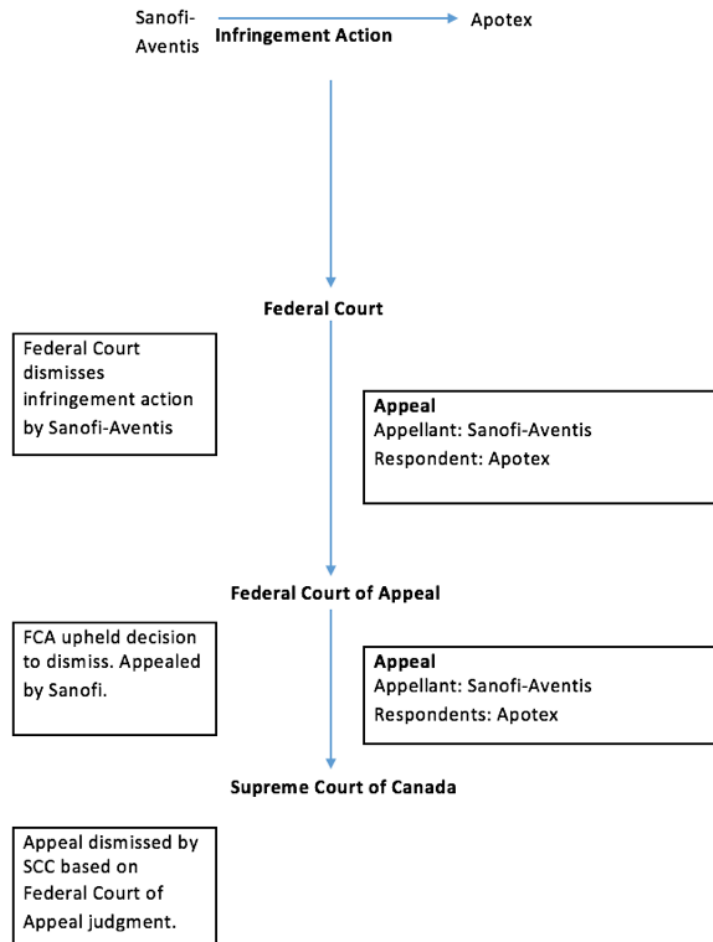 Sanofi-
Aventis
Infringement Action
Apotex
Federal Court
Federal Court
dismisses
infringement action
by Sanofi-Aventis
Appeal
Appellant: Sanofi-Aventis
Respondent: Apotex
Federal Court of Appeal
FCA upheld decision
to dismiss. Appealed
by Sanofi.
Appeal
Appellant: Sanofi-Aventis
Respondents: Apotex
Supreme Court of Canada
Appeal dismissed by
SCC based on
Federal Court of
Appeal judgment.